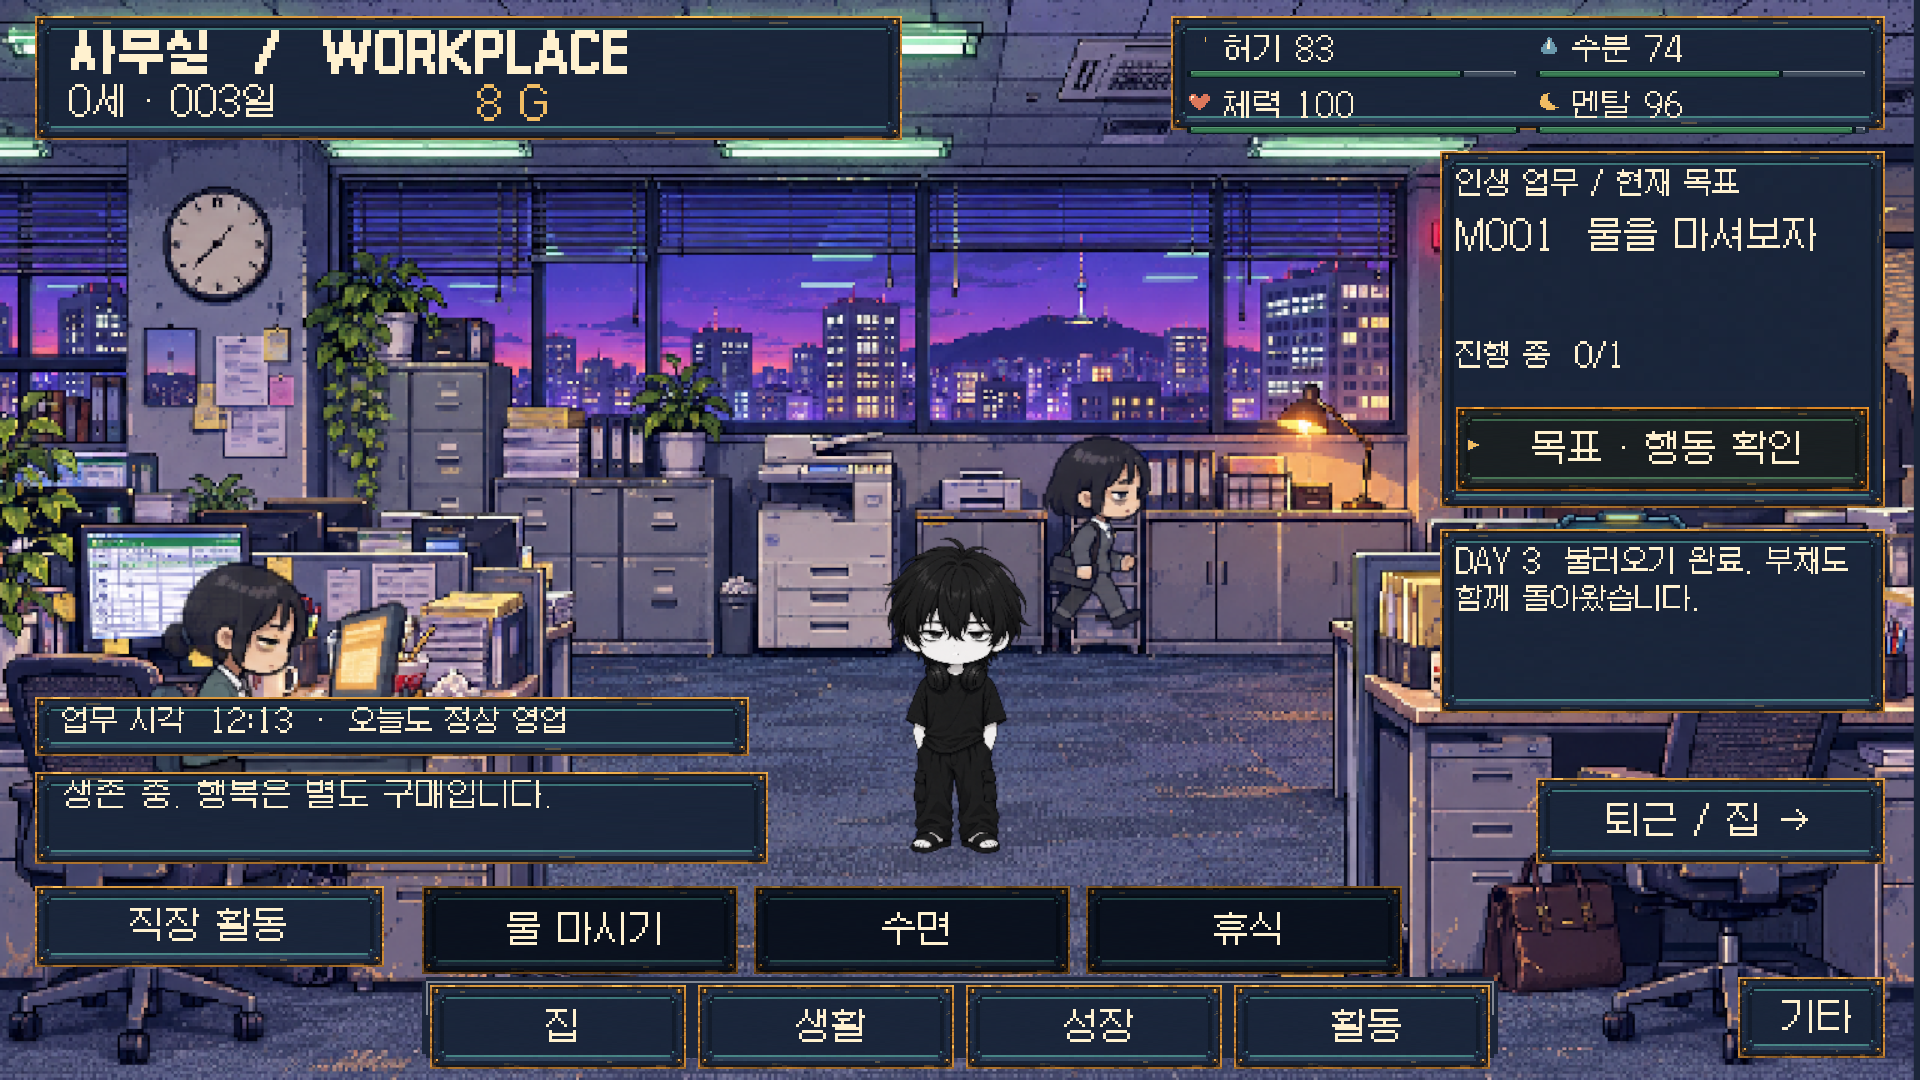 사무실 / WORKPLACE
0세 · 003일 8 G
허기 83 수분 74
체력 100 멘탈 96
인생 업무 / 현재 목표
M001 물을 마셔보자
진행 중 0/1
▸ 목표 · 행동 확인
DAY 3 불러오기 완료. 부채도
함께 돌아왔습니다.
업무 시각 12:13 · 오늘도 정상 영업
생존 중. 행복은 별도 구매입니다.
퇴근 / 집 →
직장 활동
물 마시기
수면
휴식
집
생활
성장
활동
기타